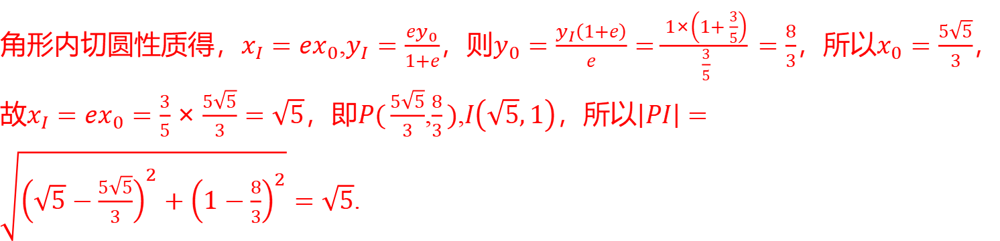 角形内切圆性质得，$x_I = ex_0$,$y_I = \frac{ey_0}{1+e}$，则$y_0 = \frac{y_I(1+e)}{e} = \frac{1×\left(1+\frac{3}{5}\right)}{\frac{3}{5}} = \frac{8}{3}$，所以$x_0 = \frac{5\sqrt{5}}{3}$，
故$x_I = ex_0 = \frac{3}{5} × \frac{5\sqrt{5}}{3} = \sqrt{5}$，即$P(\frac{5\sqrt{5}}{3},\frac{8}{3})$,$I\left(\sqrt{5},1\right)$，所以$|PI| =$
$\sqrt{\left(\sqrt{5}-\frac{5\sqrt{5}}{3}\right)^2+\left(1-\frac{8}{3}\right)^2} = \sqrt{5}$.